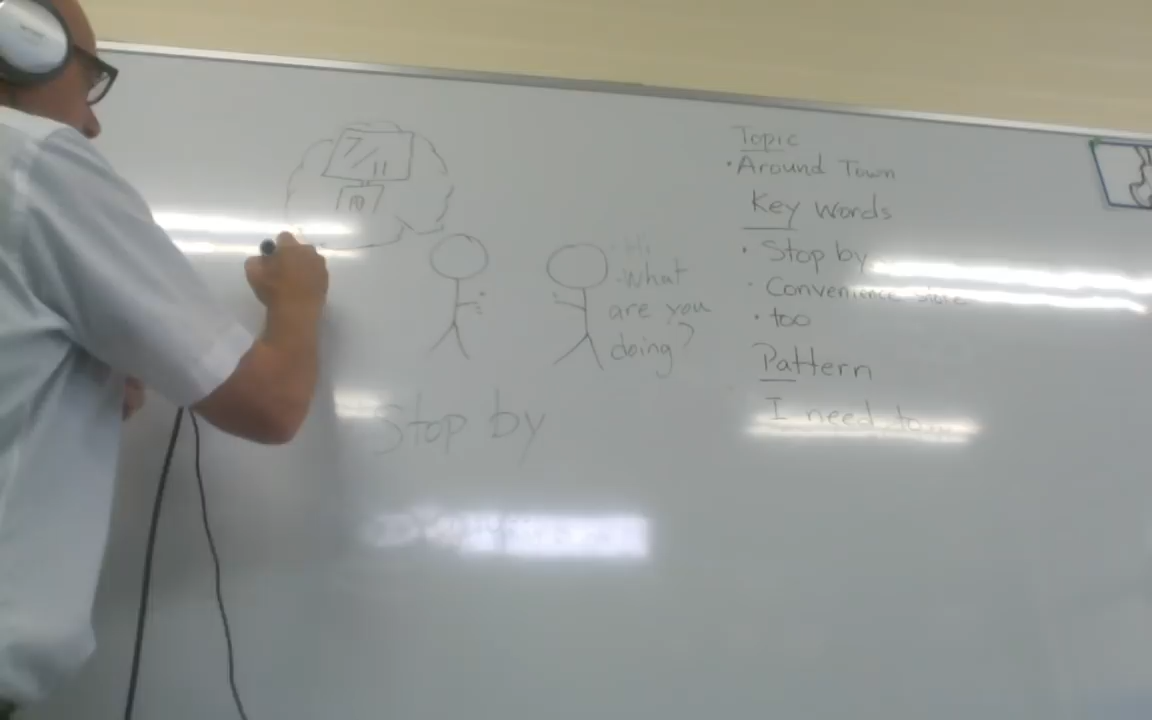 7 11
Hi
- What
are you
doing?
Stop by
Topic
• Around Town
Key Words
• Stop by
• Convenience store
• too
Pattern
I need to...